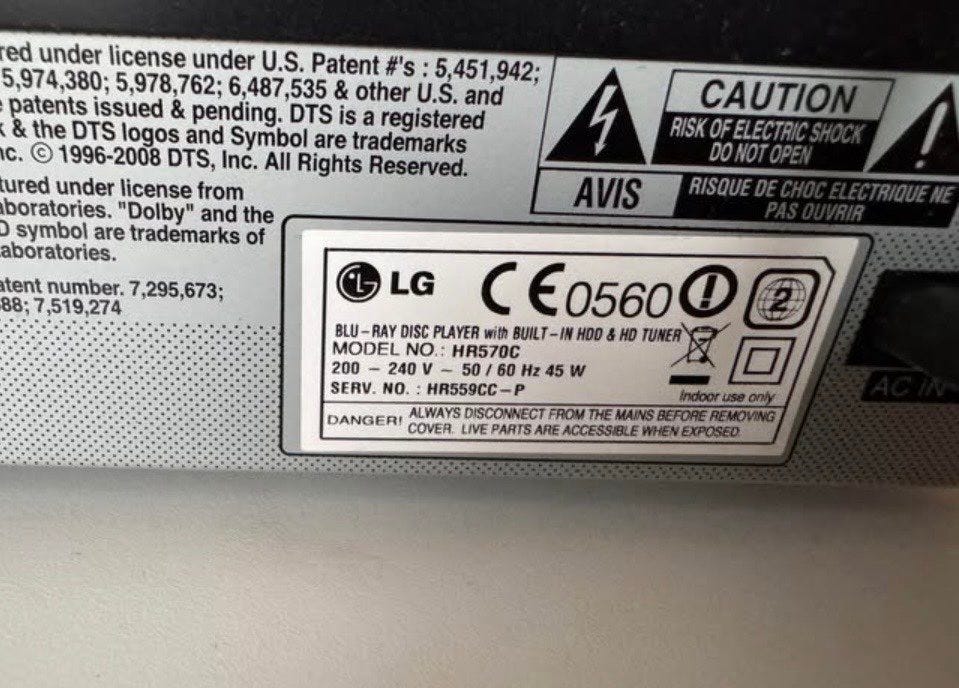 red under license under U.S. Patent #'s : 5,451,942;
5,974,380; 5,978,762; 6,487,535 & other U.S. and
patents issued & pending. DTS is a registered
k & the DTS logos and Symbol are trademarks
nc. © 1996-2008 DTS, Inc. All Rights Reserved.
tured under license from
aboratories. "Dolby" and the
D symbol are trademarks of
aboratories.
atent number. 7,295,673;
88; 7,519,274
CAUTION
RISK OF ELECTRIC SHOCK
DO NOT OPEN
AVIS
RISQUE DE CHOC ELECTRIQUE NE
PAS OUVRIR
LG CE0560 2
BLU-RAY DISC PLAYER with BUILT-IN HDD & HD TUNER
MODEL NO.: HR570C
200 – 240 V ~ 50 / 60 Hz 45 W
SERV. NO. : HR559CC-P
Indoor use only
DANGER! ALWAYS DISCONNECT FROM THE MAINS BEFORE REMOVING
COVER. LIVE PARTS ARE ACCESSIBLE WHEN EXPOSED.
AC IN